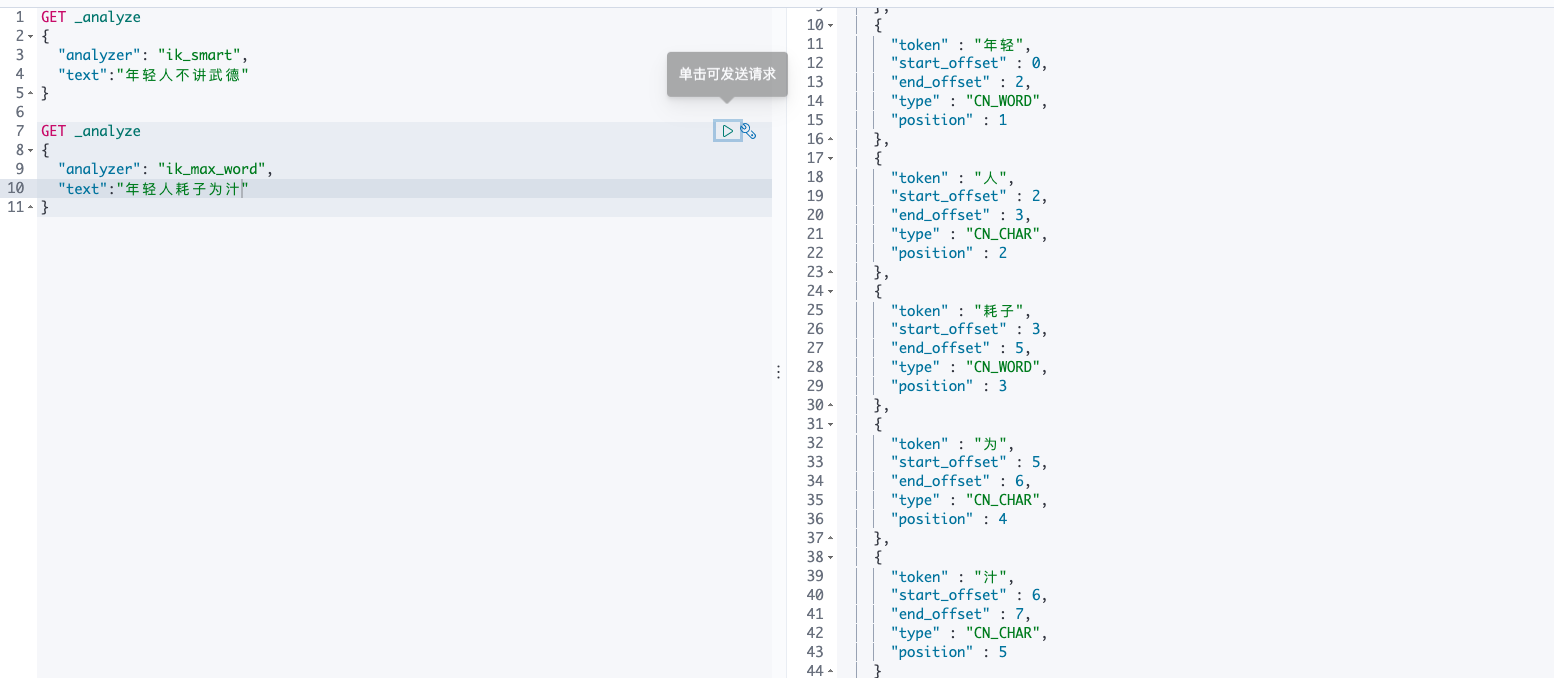 1 GET _analyze
2 {
3 "analyzer": "ik_smart",
4 "text":"年轻人不讲武德"
5 }
6
7 GET _analyze
8 {
9 "analyzer": "ik_max_word",
10 "text":"年轻人耗子为汁"
11 }
单击可发送请求
9 },
10 {
11 "token" : "年轻",
12 "start_offset" : 0,
13 "end_offset" : 2,
14 "type" : "CN_WORD",
15 "position" : 1
16 },
17 {
18 "token" : "人",
19 "start_offset" : 2,
20 "end_offset" : 3,
21 "type" : "CN_CHAR",
22 "position" : 2
23 },
24 {
25 "token" : "耗子",
26 "start_offset" : 3,
27 "end_offset" : 5,
28 "type" : "CN_WORD",
29 "position" : 3
30 },
31 {
32 "token" : "为",
33 "start_offset" : 5,
34 "end_offset" : 6,
35 "type" : "CN_CHAR",
36 "position" : 4
37 },
38 {
39 "token" : "汁",
40 "start_offset" : 6,
41 "end_offset" : 7,
42 "type" : "CN_CHAR",
43 "position" : 5
44 }